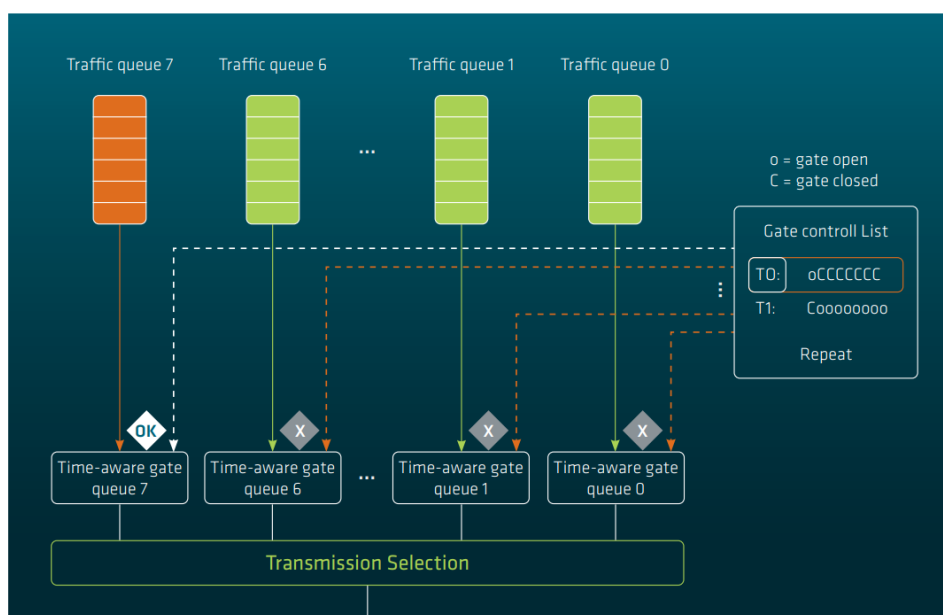 Traffic queue 7
Traffic queue 6
Traffic queue 1
Traffic queue 0
...
o = gate open
C = gate closed
Gate controll List
T0: oCCCCCCC
T1: Cooooooo
Repeat
...
OK
X
X
X
Time-aware gate
queue 7
Time-aware gate
queue 6
...
Time-aware gate
queue 1
Time-aware gate
queue 0
Transmission Selection